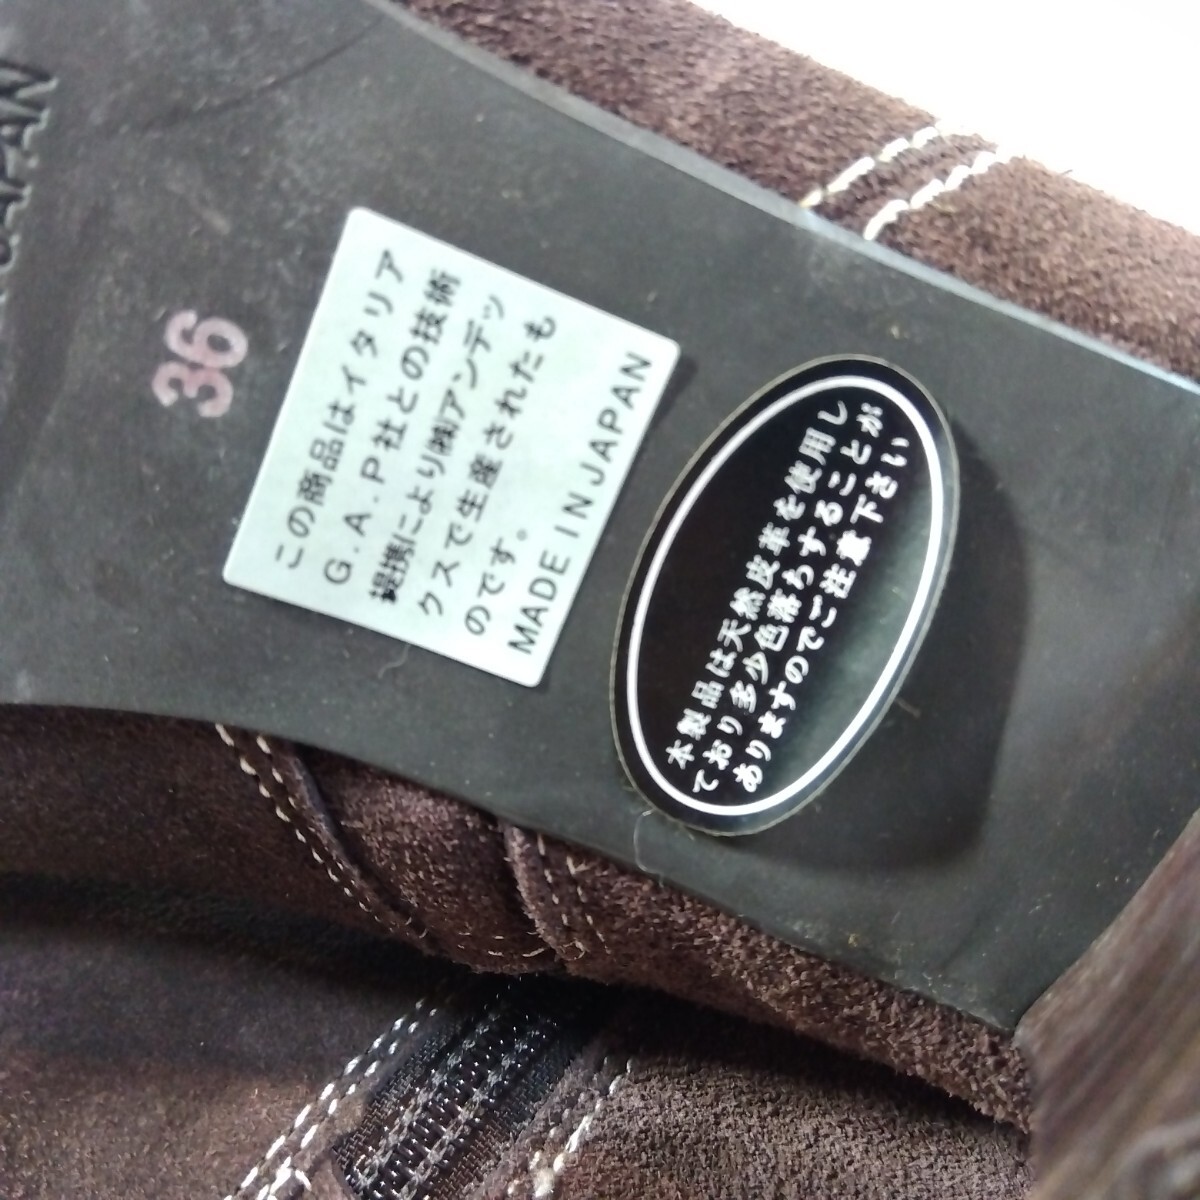 JAPAN
36
この商品はイタリア
G.A.P社との技術
提携により㈱アンデッ
クスで生産されたも
のです。
MADE IN JAPAN
本製品は天然皮革を使用し
ており多少色落ちすることが
ありますのでご注意下さい